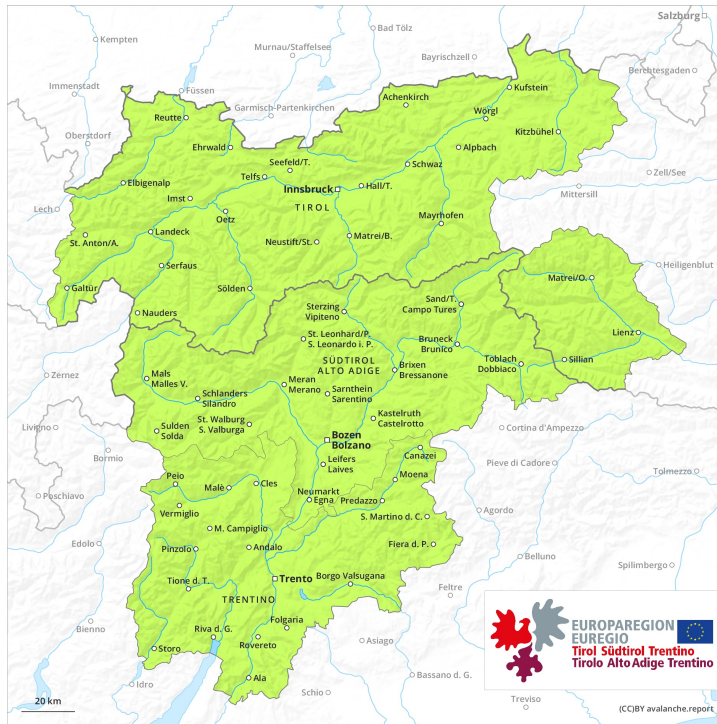 Salzburg
Bad Tölz
Kempten
Murnau/Staffelsee
Bayrischzell
Berchtesgaden
Immenstadt
Füssen
Kufstein
Garmisch-Partenkirchen
Achenkirch
Reutte
Wörgl
Oberstdorf
Kitzbühel
Ehrwald
Alpbach
Seefeld/T.
Schwaz
Telfs
Zell/See
Elbigenalp
Innsbruck
Hall/T.
Mittersill
Imst
TIROL
Lech
Oetz
Mayrhofen
Landeck
Matrei/B.
St. Anton/A.
Neustift/St.
Serfaus
Heiligenblut
Matrei/O.
Galtür
Sölden
Sand/T.
Campo Tures
Nauders
Sterzing
Vipiteno
Lienz
St. Leonhard/P.
S. Leonardo i. P.
Bruneck
Brunico
Sillian
SÜDTIROL
ALTO ADIGE
Toblach
Dobbiaco
Brixen
Bressanone
Zernez
Mals
Malles V.
Meran
Merano
Sarnthein
Sarentino
Schlanders
Silandro
Kastelruth
Castelrotto
St. Walburg
S. Valburga
Livigno
Sulden
Solda
Cortina d'Ampezzo
Bozen
Bolzano
Canazei
Bormio
Leifers
Laives
Pieve di Cadore
Tolmezzo
Peio
Moena
Malè
Cles
Poschiavo
Neumarkt
Egna
Predazzo
Vermiglio
Agordo
S. Martino d. C.
M. Campiglio
Edolo
Pinzolo
Andalo
Fiera d. P.
Belluno
Spilimbergo
Tione d. T.
Trento
Borgo Valsugana
Feltre
TRENTINO
Folgaria
Bienno
Riva d. G.
Asiago
Storo
Rovereto
Ala
Bassano d. G.
Idro
Schio
Treviso
EUROPAREGION
EUREGIO
Tirol Südtirol Trentino
Tirolo Alto Adige Trentino
20 km
(CC)BY avalanche.report